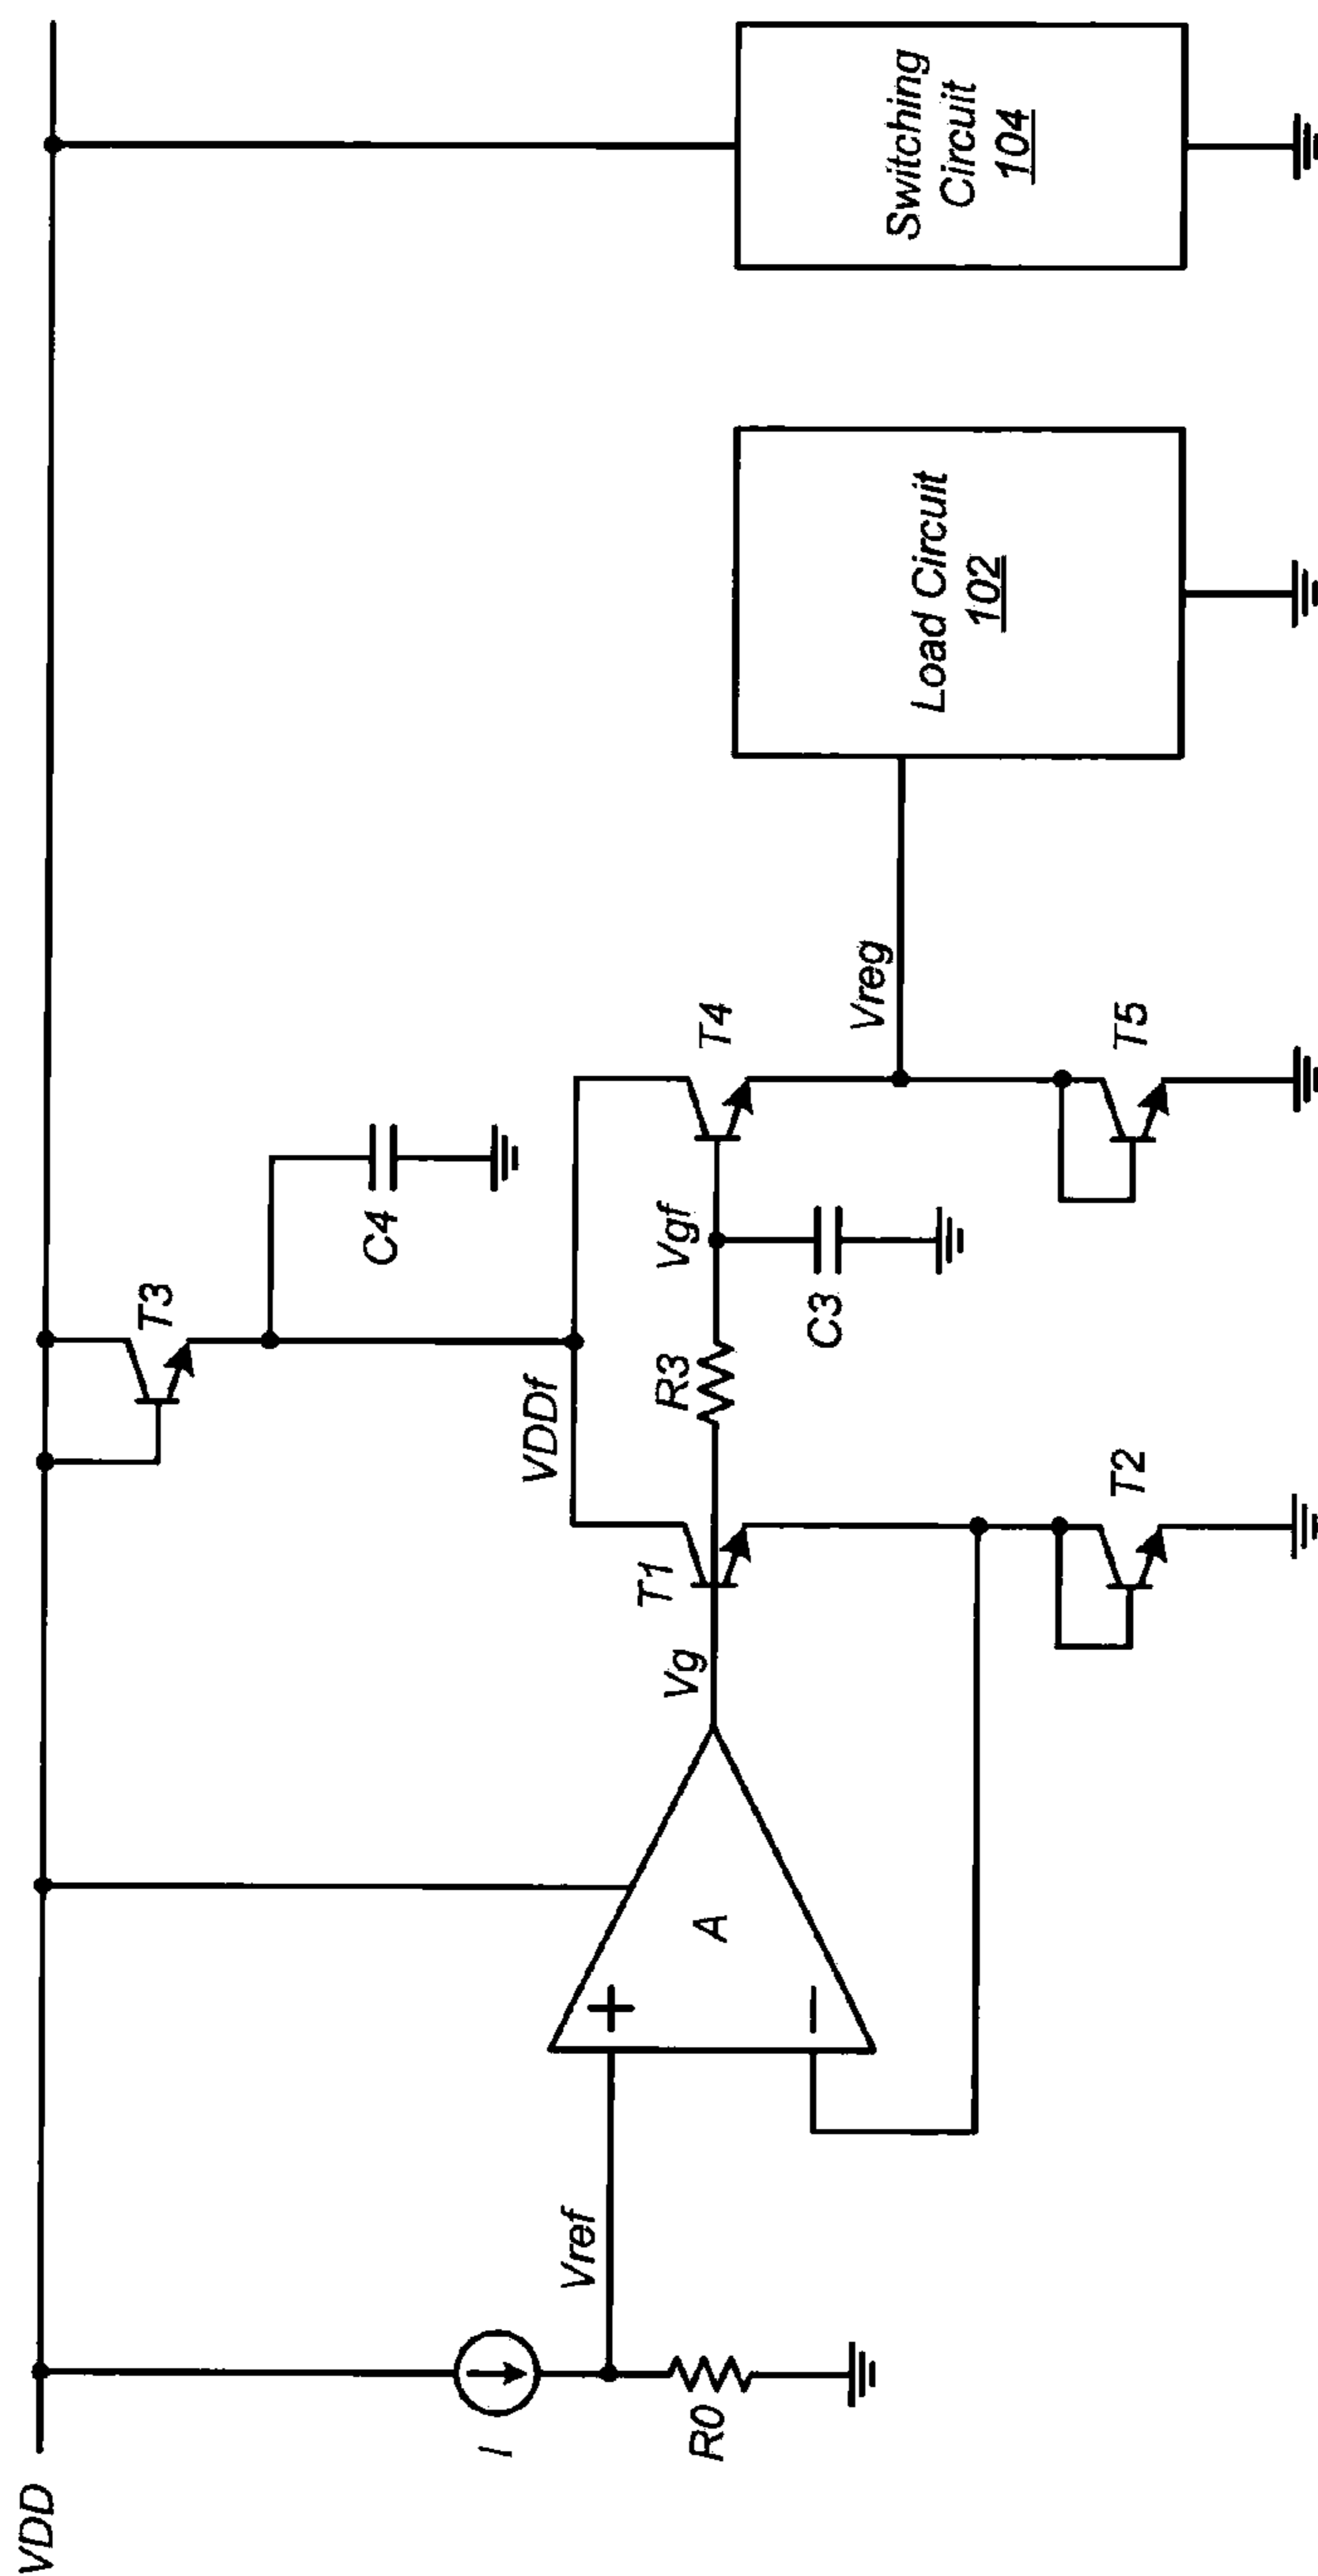 VDD
I
R0
Vref
+
−
A
Vg
T1
T2
VDDf
R3
T3
C4
Vgf
C3
T4
Vreg
T5
Load Circuit
102
Switching
Circuit
104